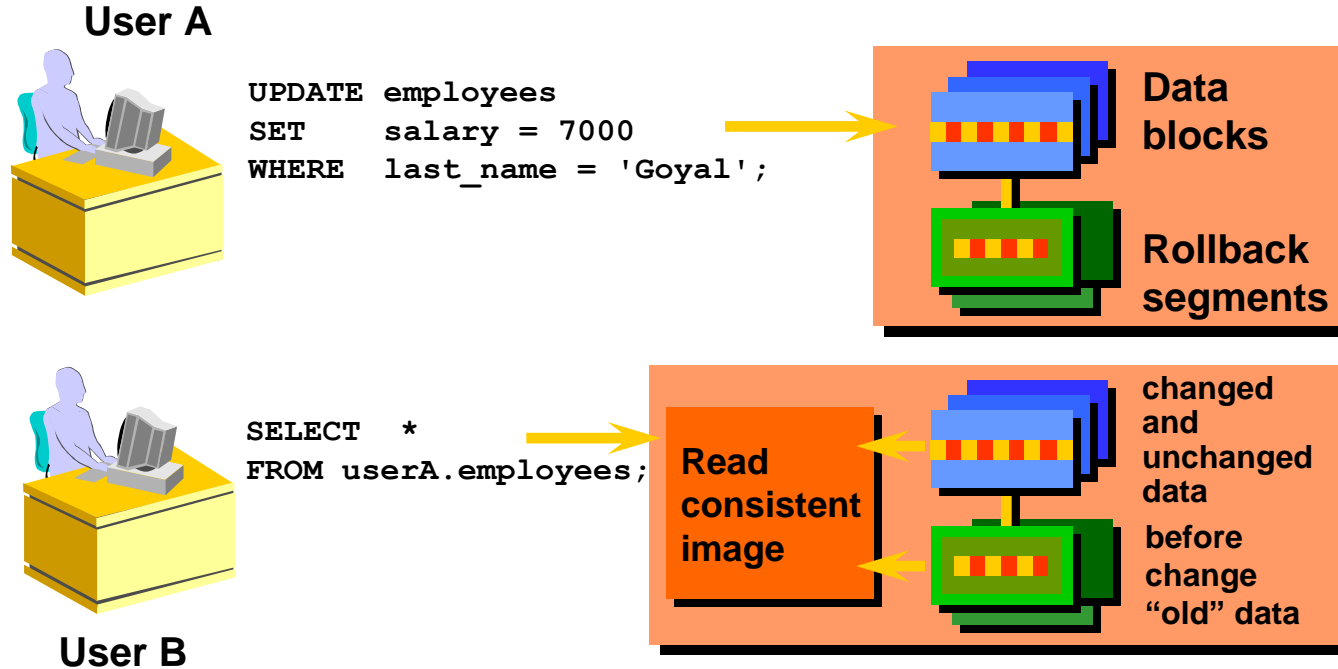 User A
UPDATE employees
SET salary = 7000
WHERE last_name = 'Goyal';
Data
blocks
Rollback
segments
SELECT *
FROM userA.employees;
Read
consistent
image
changed
and
unchanged
data
before
change
“old” data
User B